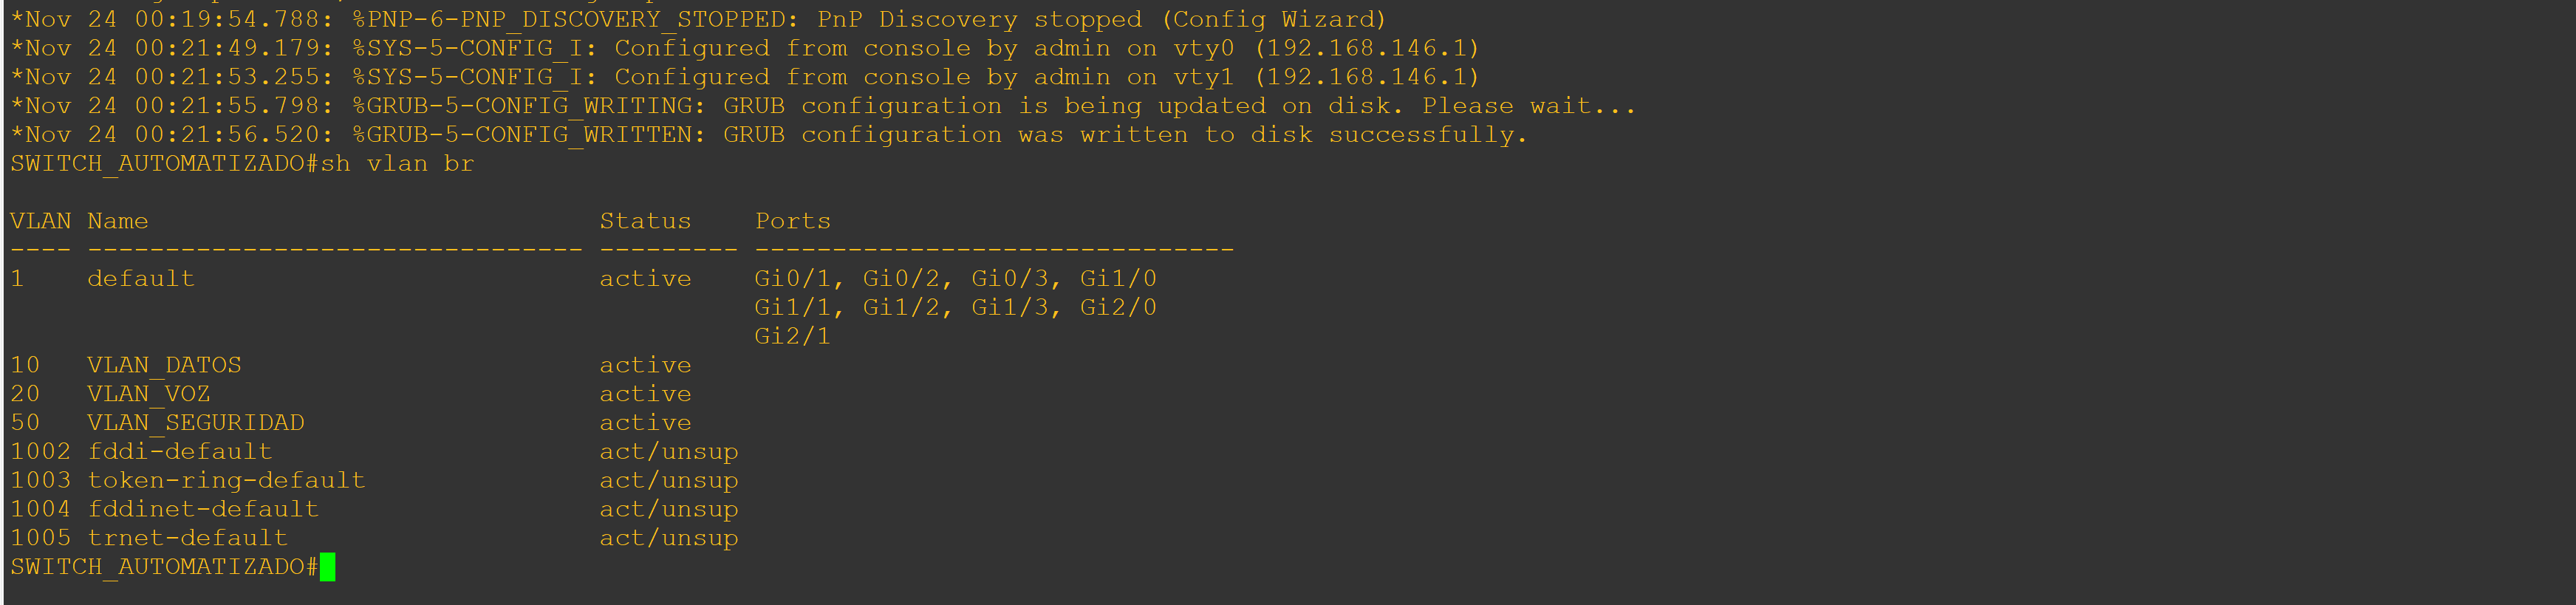 *Nov 24 00:19:54.788: %PNP-6-PNP_DISCOVERY_STOPPED: PnP Discovery stopped (Config Wizard)
*Nov 24 00:21:49.179: %SYS-5-CONFIG_I: Configured from console by admin on vty0 (192.168.146.1)
*Nov 24 00:21:53.255: %SYS-5-CONFIG_I: Configured from console by admin on vty1 (192.168.146.1)
*Nov 24 00:21:55.798: %GRUB-5-CONFIG_WRITING: GRUB configuration is being updated on disk. Please wait...
*Nov 24 00:21:56.520: %GRUB-5-CONFIG_WRITTEN: GRUB configuration was written to disk successfully.
SWITCH_AUTOMATIZADO#sh vlan br

VLAN Name                             Status    Ports
---- -------------------------------- --------- -------------------------------
1    default                          active    Gi0/1, Gi0/2, Gi0/3, Gi1/0
                                                Gi1/1, Gi1/2, Gi1/3, Gi2/0
                                                Gi2/1
10   VLAN_DATOS                       active
20   VLAN_VOZ                         active
50   VLAN_SEGURIDAD                   active
1002 fddi-default                     act/unsup
1003 token-ring-default               act/unsup
1004 fddinet-default                  act/unsup
1005 trnet-default                    act/unsup
SWITCH_AUTOMATIZADO#